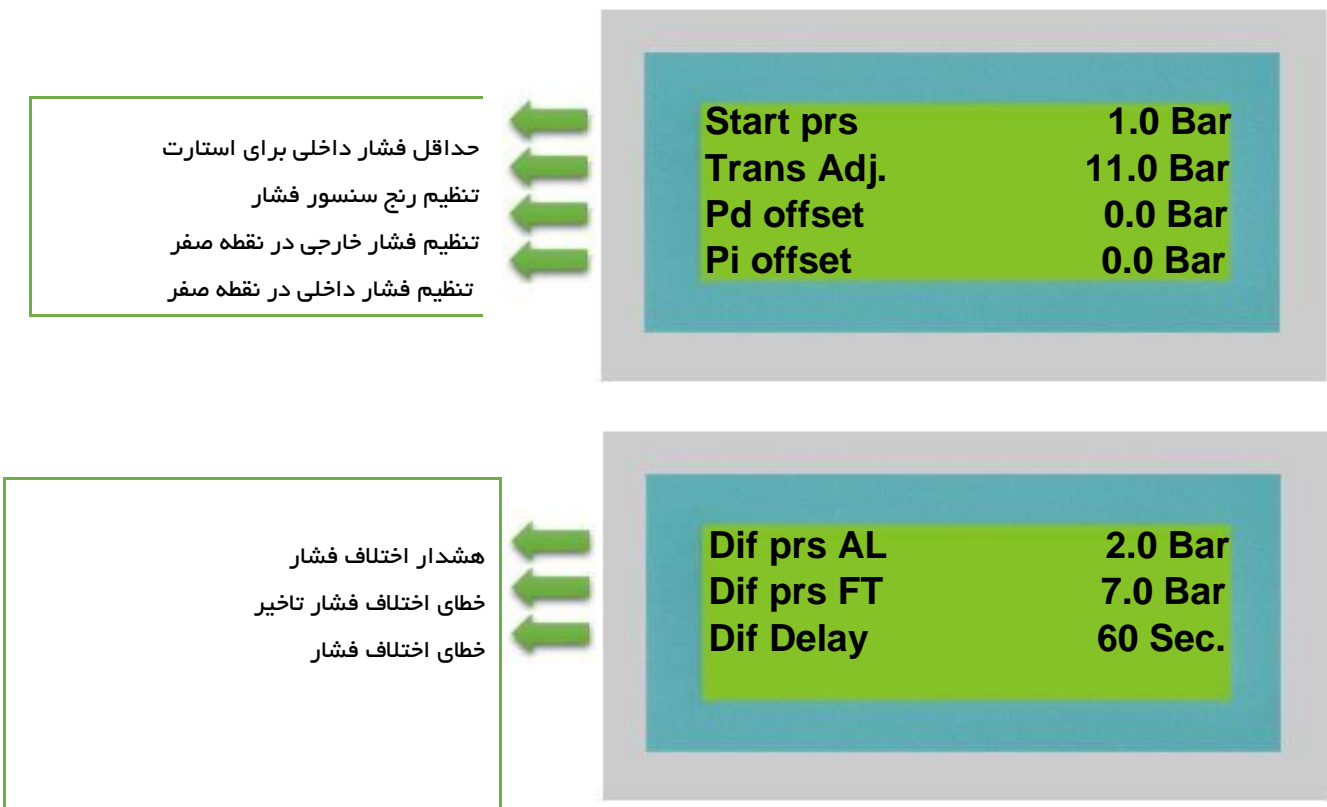 Start prs 1.0 Bar
Trans Adj. 11.0 Bar
Pd offset 0.0 Bar
Pi offset 0.0 Bar
حداقل فشار داخلی برای استارت
تنظیم رنج سنسور فشار
تنظیم فشار خارجی در نقطه صفر
تنظیم فشار داخلی در نقطه صفر
Dif prs AL 2.0 Bar
Dif prs FT 7.0 Bar
Dif Delay 60 Sec.
هشدار اختلاف فشار
خطای اختلاف فشار تاخیر
خطای اختلاف فشار